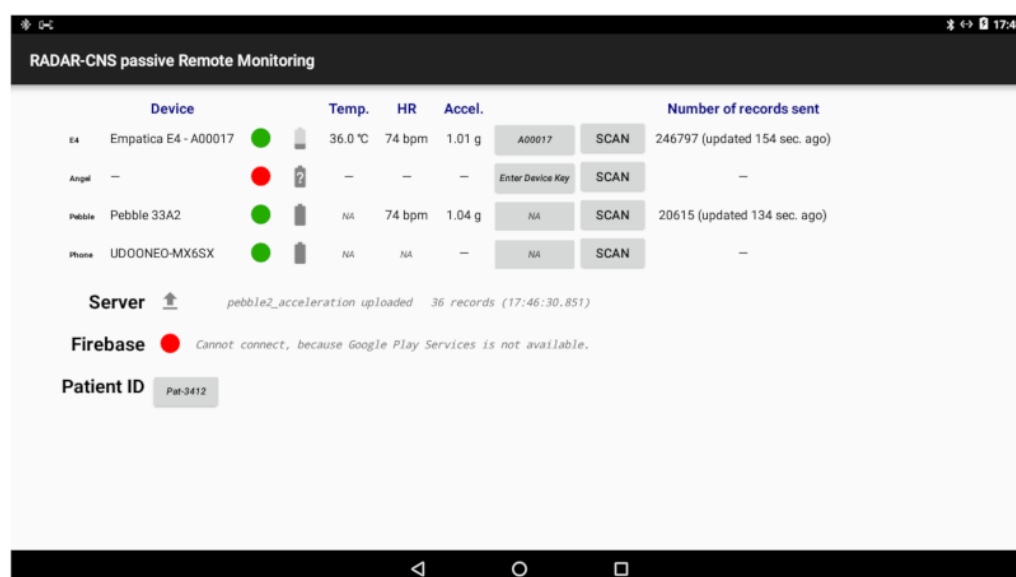 17:4
RADAR-CNS passive Remote Monitoring
Device Temp. HR Accel. Number of records sent
E4 Empatica E4 - A00017 36.0 °C 74 bpm 1.01 g A00017 SCAN 246797 (updated 154 sec. ago)
Angel — ? — — — Enter Device Key SCAN —
Pebble Pebble 33A2 NA 74 bpm 1.04 g NA SCAN 20615 (updated 134 sec. ago)
Phone UDOONEO-MX6SX NA NA — NA SCAN —
Server pebble2_acceleration uploaded 36 records (17:46:30.851)
Firebase Cannot connect, because Google Play Services is not available.
Patient ID Pat-3412